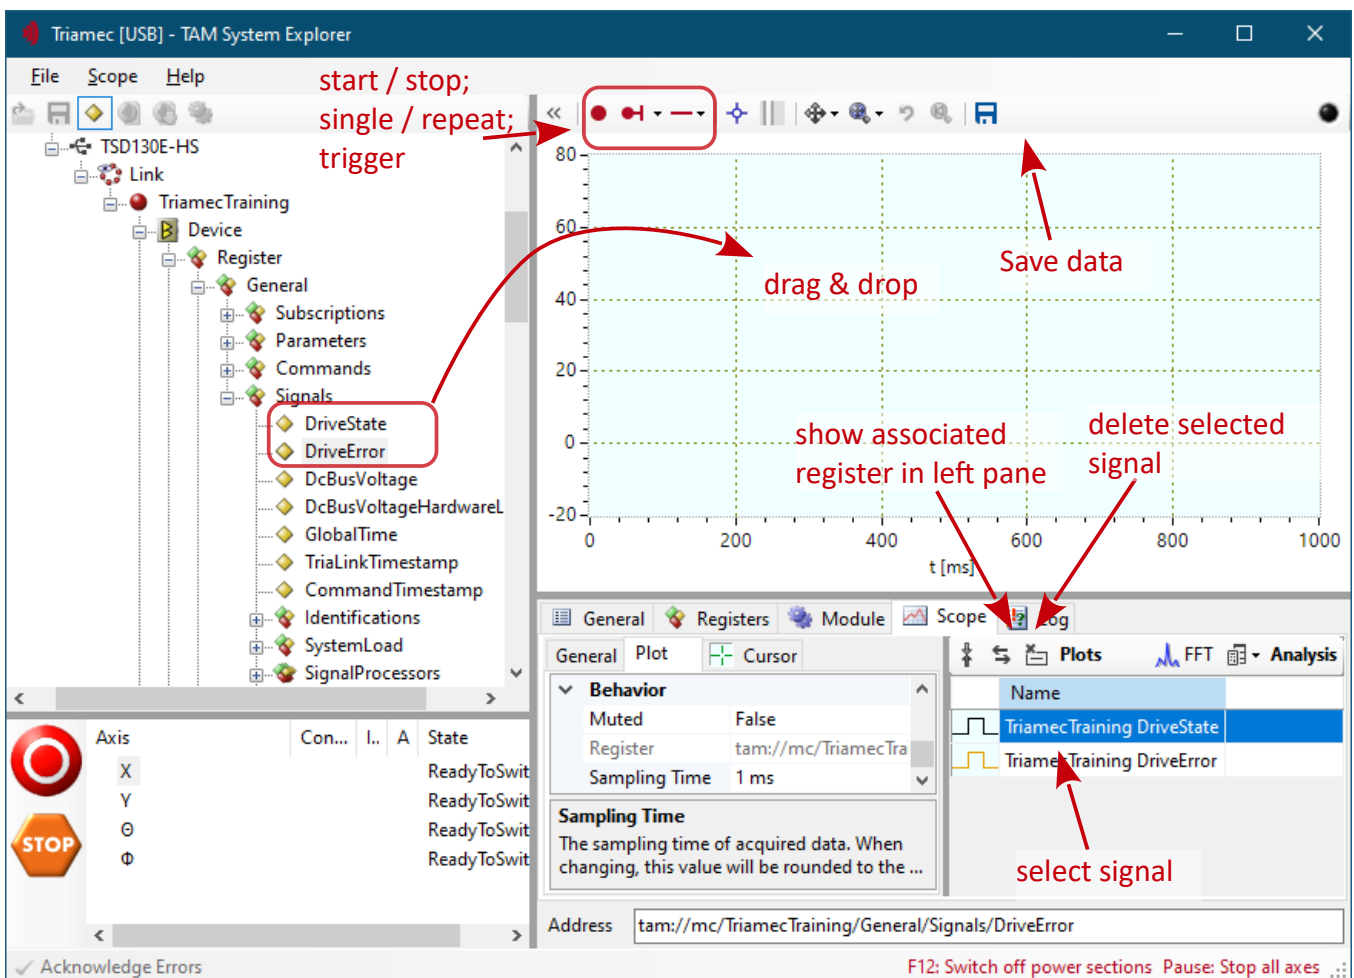 Triamec [USB] - TAM System Explorer
File Scope Help
start / stop;
single / repeat;
trigger
TSD130E-HS
Link
TriamecTraining
Device
Register
General
Subscriptions
Parameters
Commands
Signals
DriveState
DriveError
DcBusVoltage
DcBusVoltageHardwareL
GlobalTime
TriaLinkTimestamp
CommandTimestamp
Identifications
SystemLoad
SignalProcessors
80
60
40
20
0
-20
0 200 400 600 800 1000
t [ms]
drag & drop
Save data
show associated
register in left pane
delete selected
signal
General Registers Module Scope Log
General Plot Cursor
Behavior
Muted False
Register tam://mc/TriamecTra
Sampling Time 1 ms
Sampling Time
The sampling time of acquired data. When
changing, this value will be rounded to the ...
Plots FFT Analysis
Name
TriamecTraining DriveState
TriamecTraining DriveError
select signal
Address tam://mc/TriamecTraining/General/Signals/DriveError
STOP
Axis Con... I.. A State
X ReadyToSwit
Y ReadyToSwit
Θ ReadyToSwit
Φ ReadyToSwit
Acknowledge Errors
F12: Switch off power sections Pause: Stop all axes